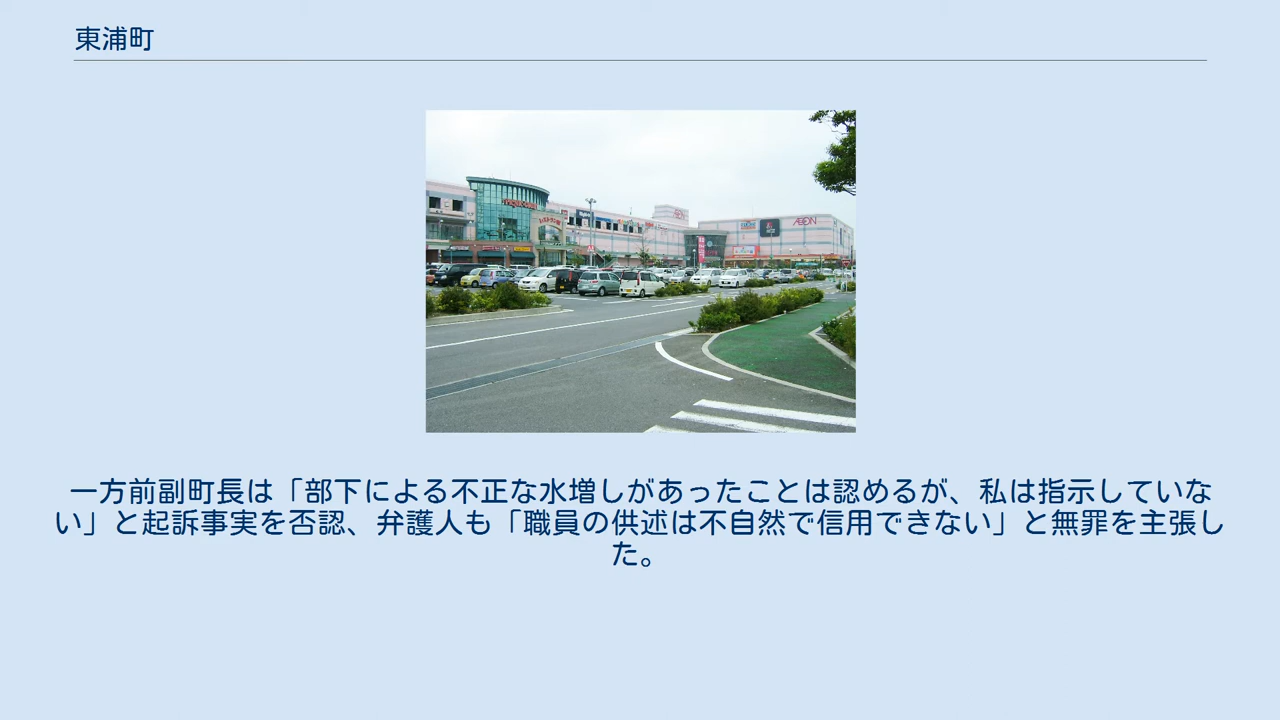 東浦町
ÆON
ÆON
一方前副町長は「部下による不正な水増しがあったことは認めるが、私は指示していな
い」と起訴事実を否認、弁護人も「職員の供述は不自然で信用できない」と無罪を主張し
た。